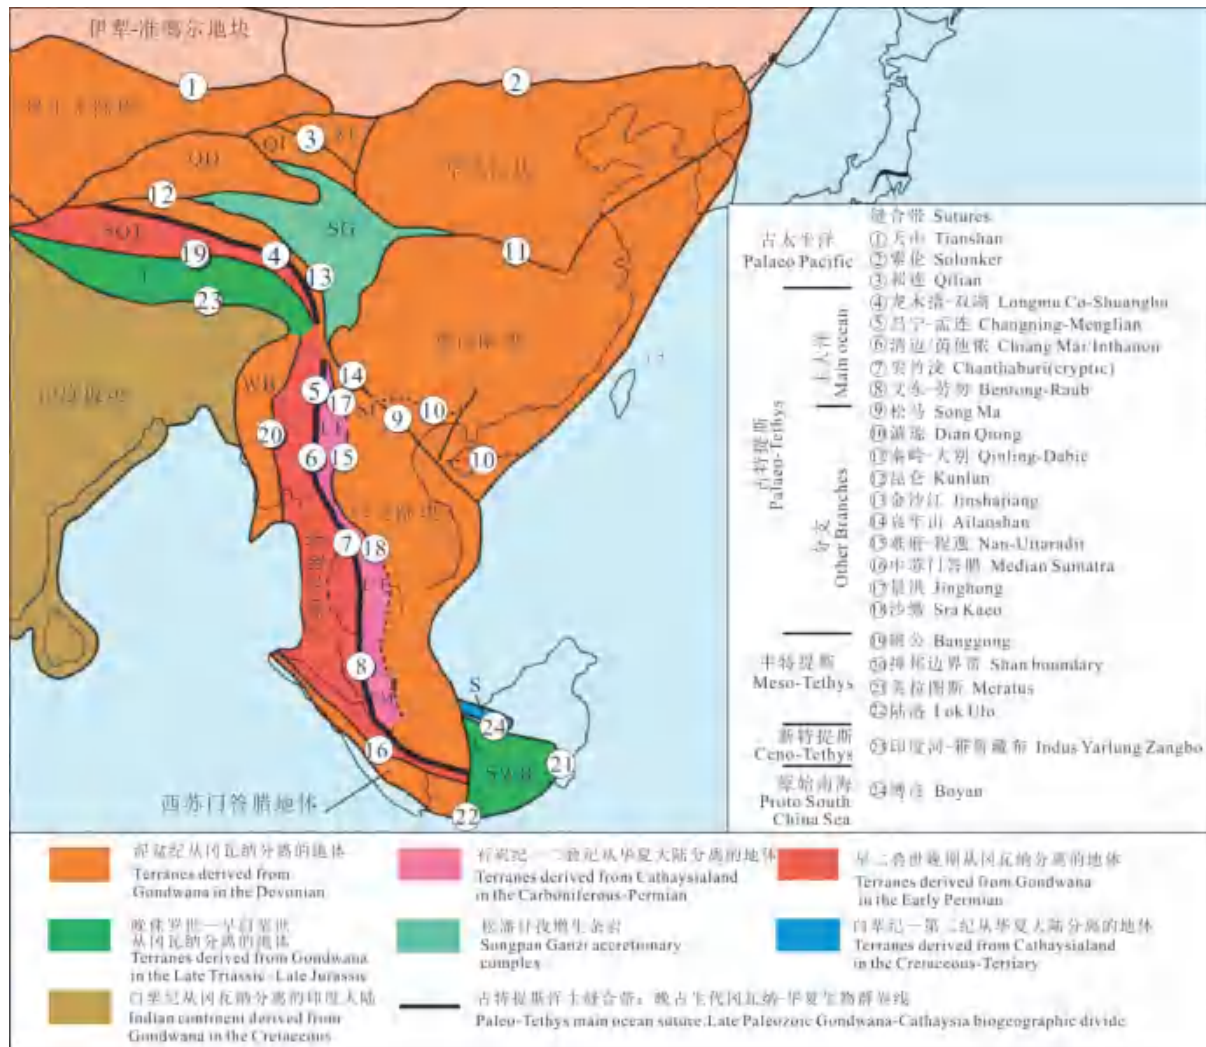 伊犁-准噶尔地块
1
2
3
QI
QD
12
SG
11
19
4
13
23
WB
5
14
17
9
10
10
20
6
15
7
18
8
S
24
16
SWB
21
22
西苏门答腊地体
缝合带 Sutures
古太平洋
Palaeo Pacific
①天山 Tianshan
②索伦 Solonker
③祁连 Qilian
古特提斯
Palaeo-Tethys
主大洋
Main ocean
④龙木错-双湖 Longmu Co-Shuanghu
⑤昌宁-孟连 Changning-Menglian
⑥清迈/茵他侬 Chiang Mai/Inthanon
⑦Chanthaburi(cryptic)
⑧文东-劳勿 Bentong-Raub
分支
Other Branches
⑨松马 Song Ma
⑩滇琼 Dian Qiong
⑪秦岭-大别 Qinling-Dabie
⑫昆仑 Kunlun
⑬金沙江 Jinshajiang
⑭哀牢山 Ailaoshan
⑮难府-程逸 Nan-Uttaradit
⑯中苏门答腊 Median Sumatra
⑰景洪 Jinghong
⑱沙缴 Sra Kaeo
中特提斯
Meso-Tethys
⑲班公 Banggong
⑳掸邦边界带 Shan boundary
㉑美拉图斯 Meratus
㉒陆洛 Lok Ulo
新特提斯
Ceno-Tethys
㉓印度河-雅鲁藏布 Indus Yarlung Zangbo
原始南海
Proto South
China Sea
㉔博彦 Boyan
泥盆纪从冈瓦纳分离的地体
Terranes derived from
Gondwana in the Devonian
石炭纪—二叠纪从华夏大陆分离的地体
Terranes derived from Cathaysialand
in the Carboniferous-Permian
早二叠世晚期从冈瓦纳分离的地体
Terranes derived from Gondwana
in the Early Permian
晚侏罗世—早白垩世
从冈瓦纳分离的地体
Terranes derived from Gondwana
in the Late Triassic-Late Jurassic
松潘甘孜增生杂岩
Songpan Ganzi accretionary
complex
白垩纪—第三纪从华夏大陆分离的地体
Terranes derived from Cathaysialand
in the Cretaceous-Tertiary
白垩纪从冈瓦纳分离的印度大陆
Indian continent derived from
Gondwana in the Cretaceous
古特提斯洋主缝合带：晚古生代冈瓦纳-华夏生物群界线
Paleo-Tethys main ocean suture.Late Paleozoic Gondwana-Cathaysia biogeographic divide